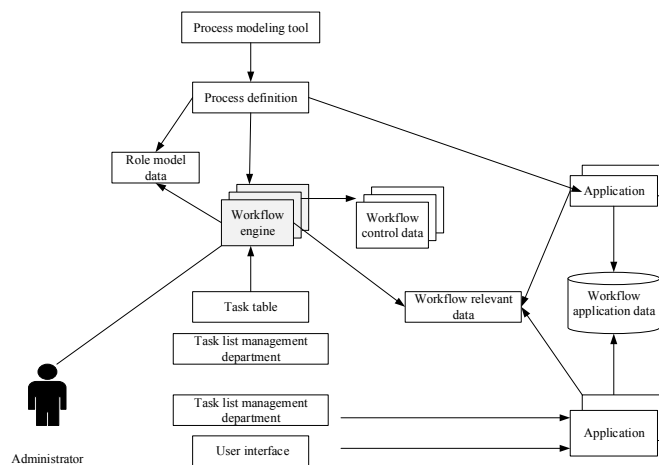 Process modeling tool
Process definition
Role model
data
Application
Workflow
engine
Workflow
control data
Task table
Workflow relevant
data
Workflow
application data
Task list management
department
Task list management
department
Application
User interface
Administrator